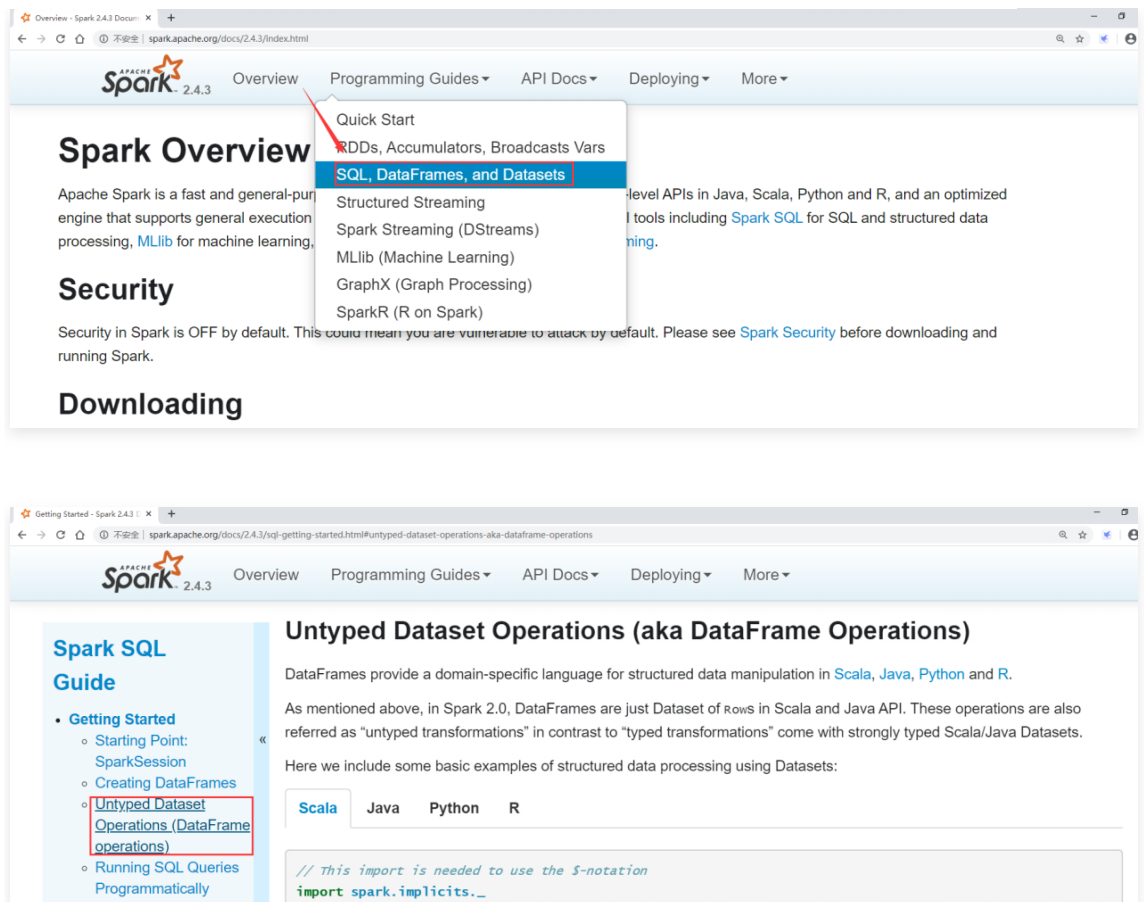 Overview - Spark 2.4.3 Docum
不安全 | spark.apache.org/docs/2.4.3/index.html
APACHE Spark 2.4.3 Overview Programming Guides API Docs Deploying More
Quick Start
RDDs, Accumulators, Broadcasts Vars
SQL, DataFrames, and Datasets
Structured Streaming
Spark Streaming (DStreams)
MLlib (Machine Learning)
GraphX (Graph Processing)
SparkR (R on Spark)
Spark Overview
Apache Spark is a fast and general-pur -level APIs in Java, Scala, Python and R, and an optimized
engine that supports general execution l tools including Spark SQL for SQL and structured data
processing, MLlib for machine learning, ming.
Security
Security in Spark is OFF by default. This could mean you are vulnerable to attack by default. Please see Spark Security before downloading and
running Spark.
Downloading
Getting Started - Spark 2.4.3
不安全 | spark.apache.org/docs/2.4.3/sql-getting-started.html#untyped-dataset-operations-aka-dataframe-operations
APACHE Spark 2.4.3 Overview Programming Guides API Docs Deploying More
Spark SQL
Guide
• Getting Started
Starting Point:
SparkSession
Creating DataFrames
Untyped Dataset
Operations (DataFrame
operations)
Running SQL Queries
Programmatically
«
Untyped Dataset Operations (aka DataFrame Operations)
DataFrames provide a domain-specific language for structured data manipulation in Scala, Java, Python and R.
As mentioned above, in Spark 2.0, DataFrames are just Dataset of Rows in Scala and Java API. These operations are also
referred as “untyped transformations” in contrast to “typed transformations” come with strongly typed Scala/Java Datasets.
Here we include some basic examples of structured data processing using Datasets:
Scala Java Python R
// This import is needed to use the $-notation
import spark.implicits._